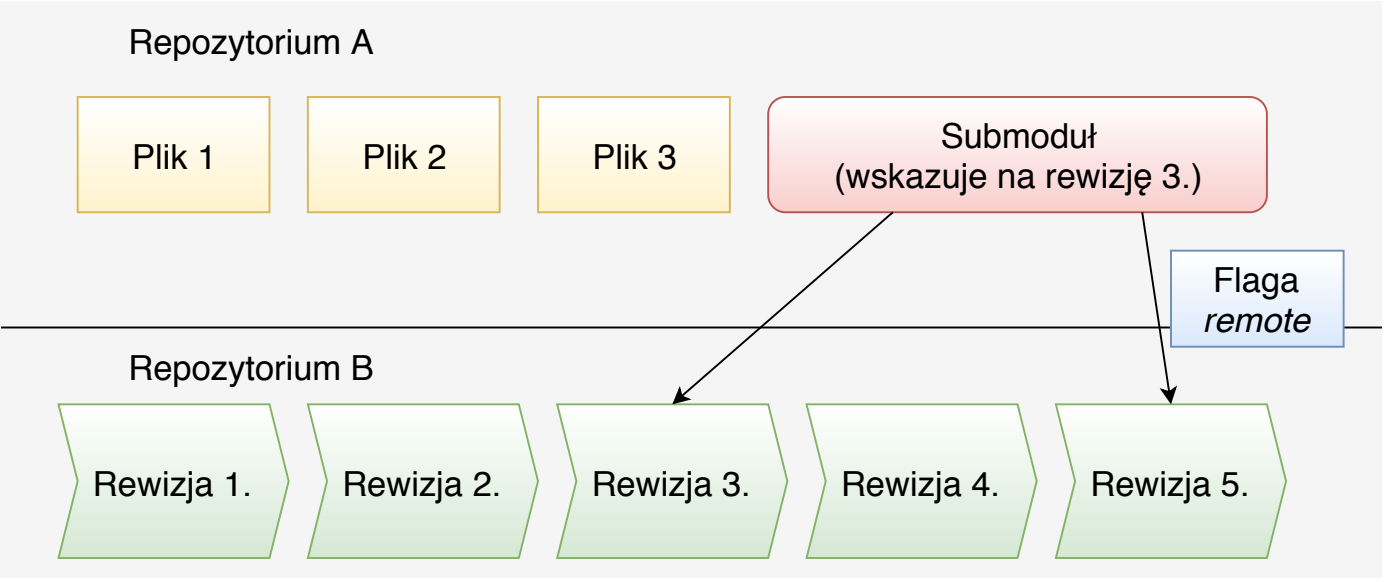 Repozytorium A
Plik 1
Plik 2
Plik 3
Submoduł
(wskazuje na rewizję 3.)
Flaga
remote
Repozytorium B
Rewizja 1.
Rewizja 2.
Rewizja 3.
Rewizja 4.
Rewizja 5.